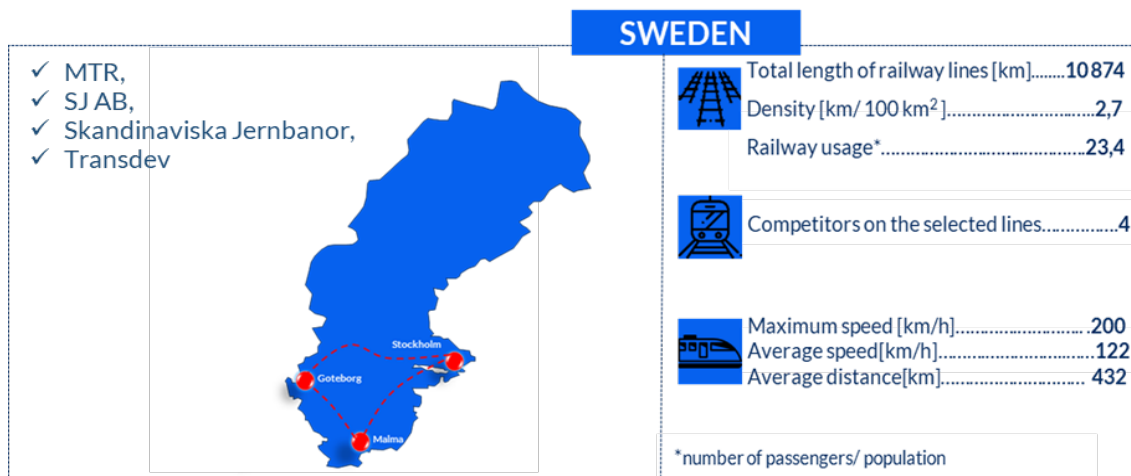 SWEDEN
✓ MTR,
✓ SJ AB,
✓ Skandinaviska Jernbanor,
✓ Transdev
Stockholm
Goteborg
Malma
Total length of railway lines [km].......10 874
Density [km/ 100 km²]..............................2,7
Railway usage*..........................................23,4
Competitors on the selected lines................4
Maximum speed [km/h]............................200
Average speed[km/h]................................122
Average distance[km]............................... 432
*number of passengers/ population